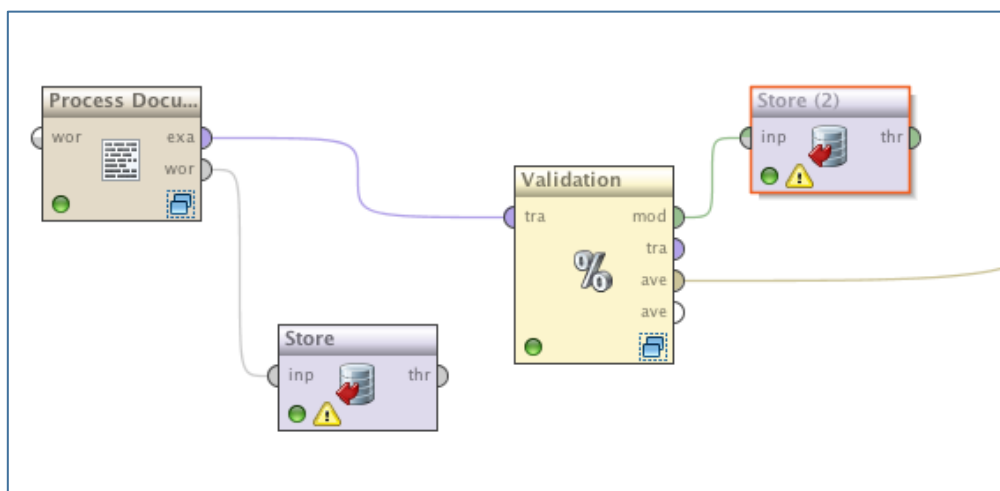 Process Docu...
wor exa
wor
Store (2)
inp thr
Validation
tra mod
tra
ave
ave
Store
inp thr